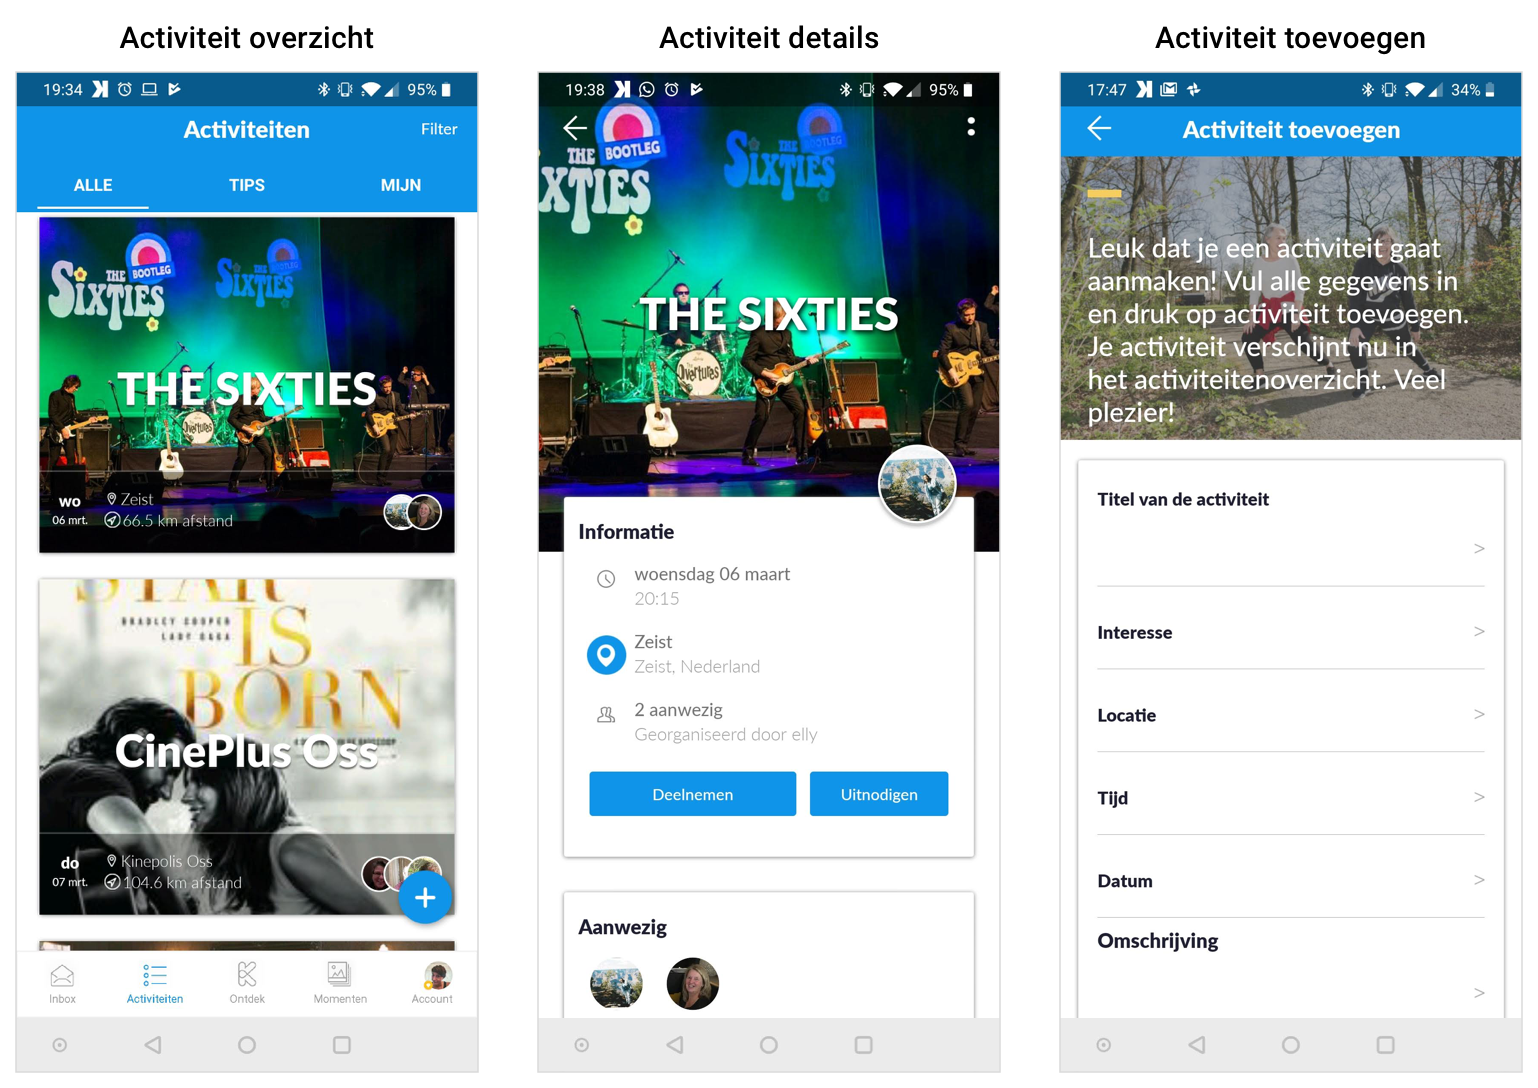 Activiteit overzicht
19:34
95%
Activiteiten
Filter
ALLE
TIPS
MIJN
THE
BOOTLEG
SIXTIES
SIXTIES
Overtures
THE SIXTIES
wo
06 mrt.
Zeist
66.5 km afstand
STAR
BRADLEY COOPER
LADY GAGA
IS
BORN
CinePlus Oss
do
07 mrt.
Kinepolis Oss
104.6 km afstand
+
Inbox
Activiteiten
Ontdek
Momenten
Account
Activiteit details
19:38
95%
THE
BOOTLEG
XTIES
SIXTIES
THE SIXTIES
Overtures
Informatie
woensdag 06 maart
20:15
Zeist
Zeist, Nederland
2 aanwezig
Georganiseerd door elly
Deelnemen
Uitnodigen
Aanwezig
Activiteit toevoegen
17:47
34%
Activiteit toevoegen
Leuk dat je een activiteit gaat
aanmaken! Vul alle gegevens in
en druk op activiteit toevoegen.
Je activiteit verschijnt nu in
het activiteitenoverzicht. Veel
plezier!
Titel van de activiteit
>
Interesse >
Locatie >
Tijd >
Datum >
Omschrijving
>